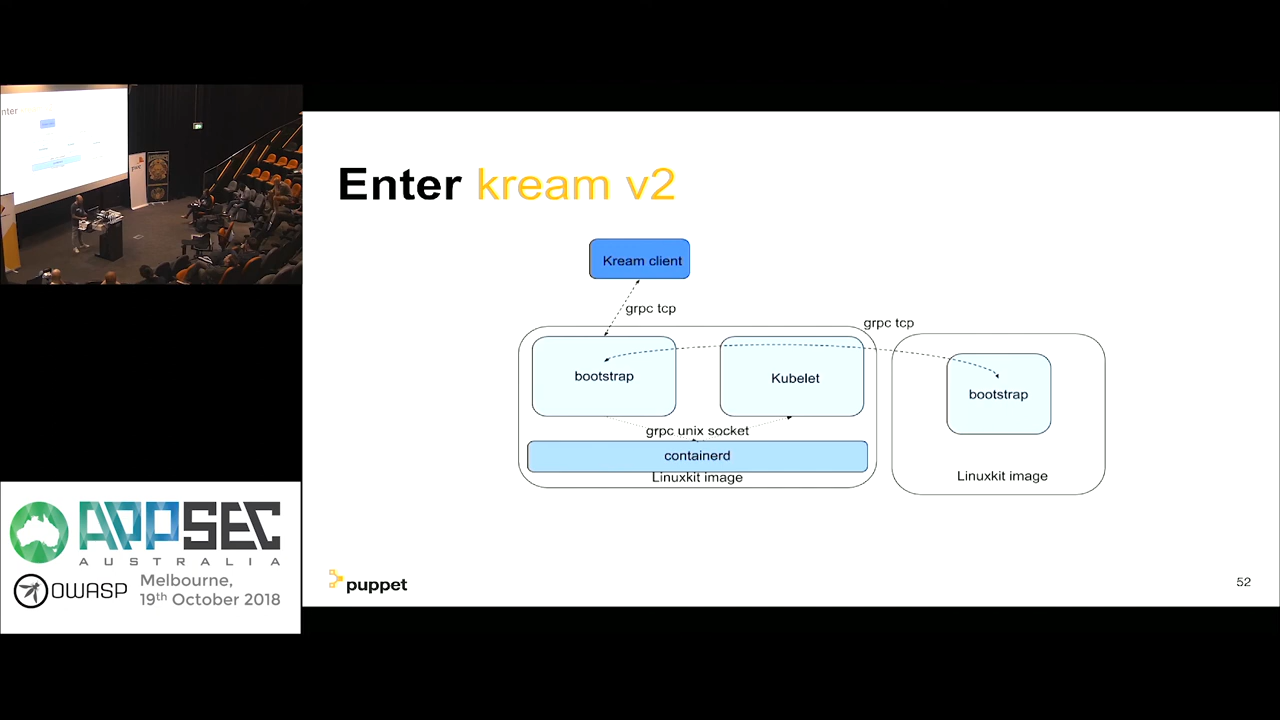 Enter kream v2
Kream client
grpc tcp
grpc tcp
bootstrap
Kubelet
bootstrap
grpc unix socket
containerd
Linuxkit image
Linuxkit image
puppet
52
APPSEC
AUSTRALIA
OWASP
Melbourne,
19th October 2018